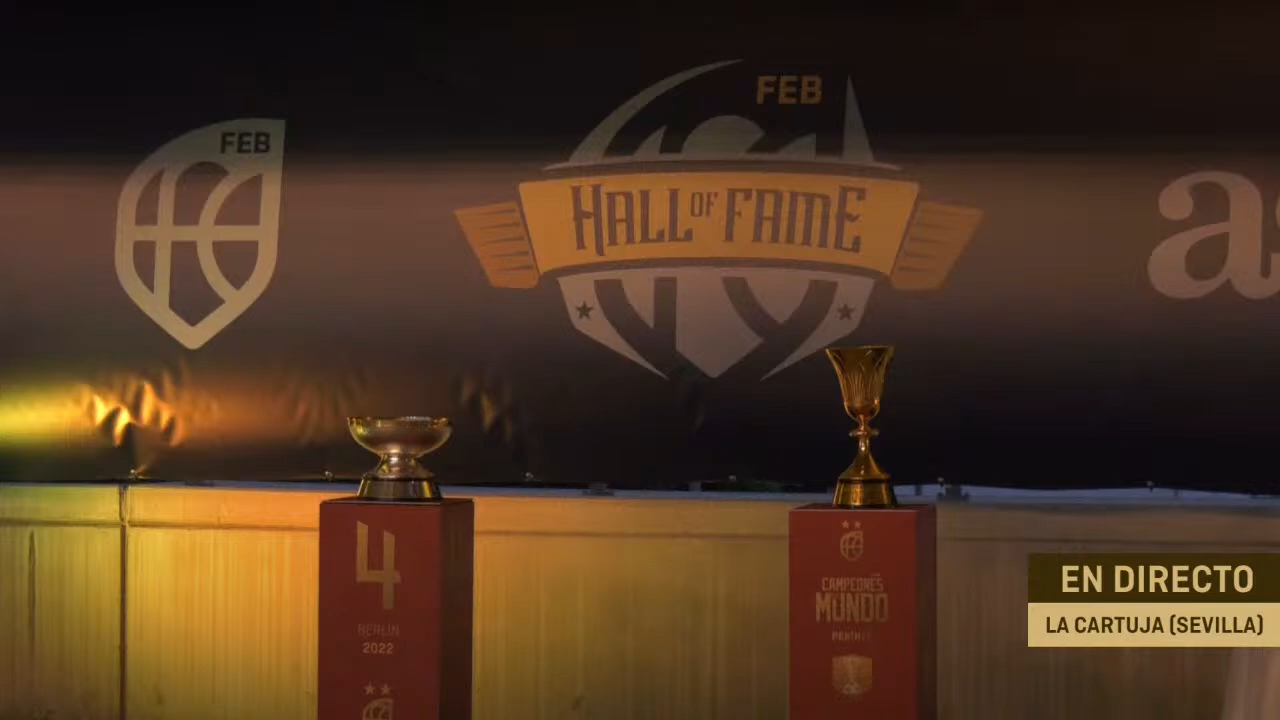 FEB
FEB
HALL OF FAME
as
4
BERLIN
2022
CAMPEONES
MUNDO
EN DIRECTO
LA CARTUJA (SEVILLA)